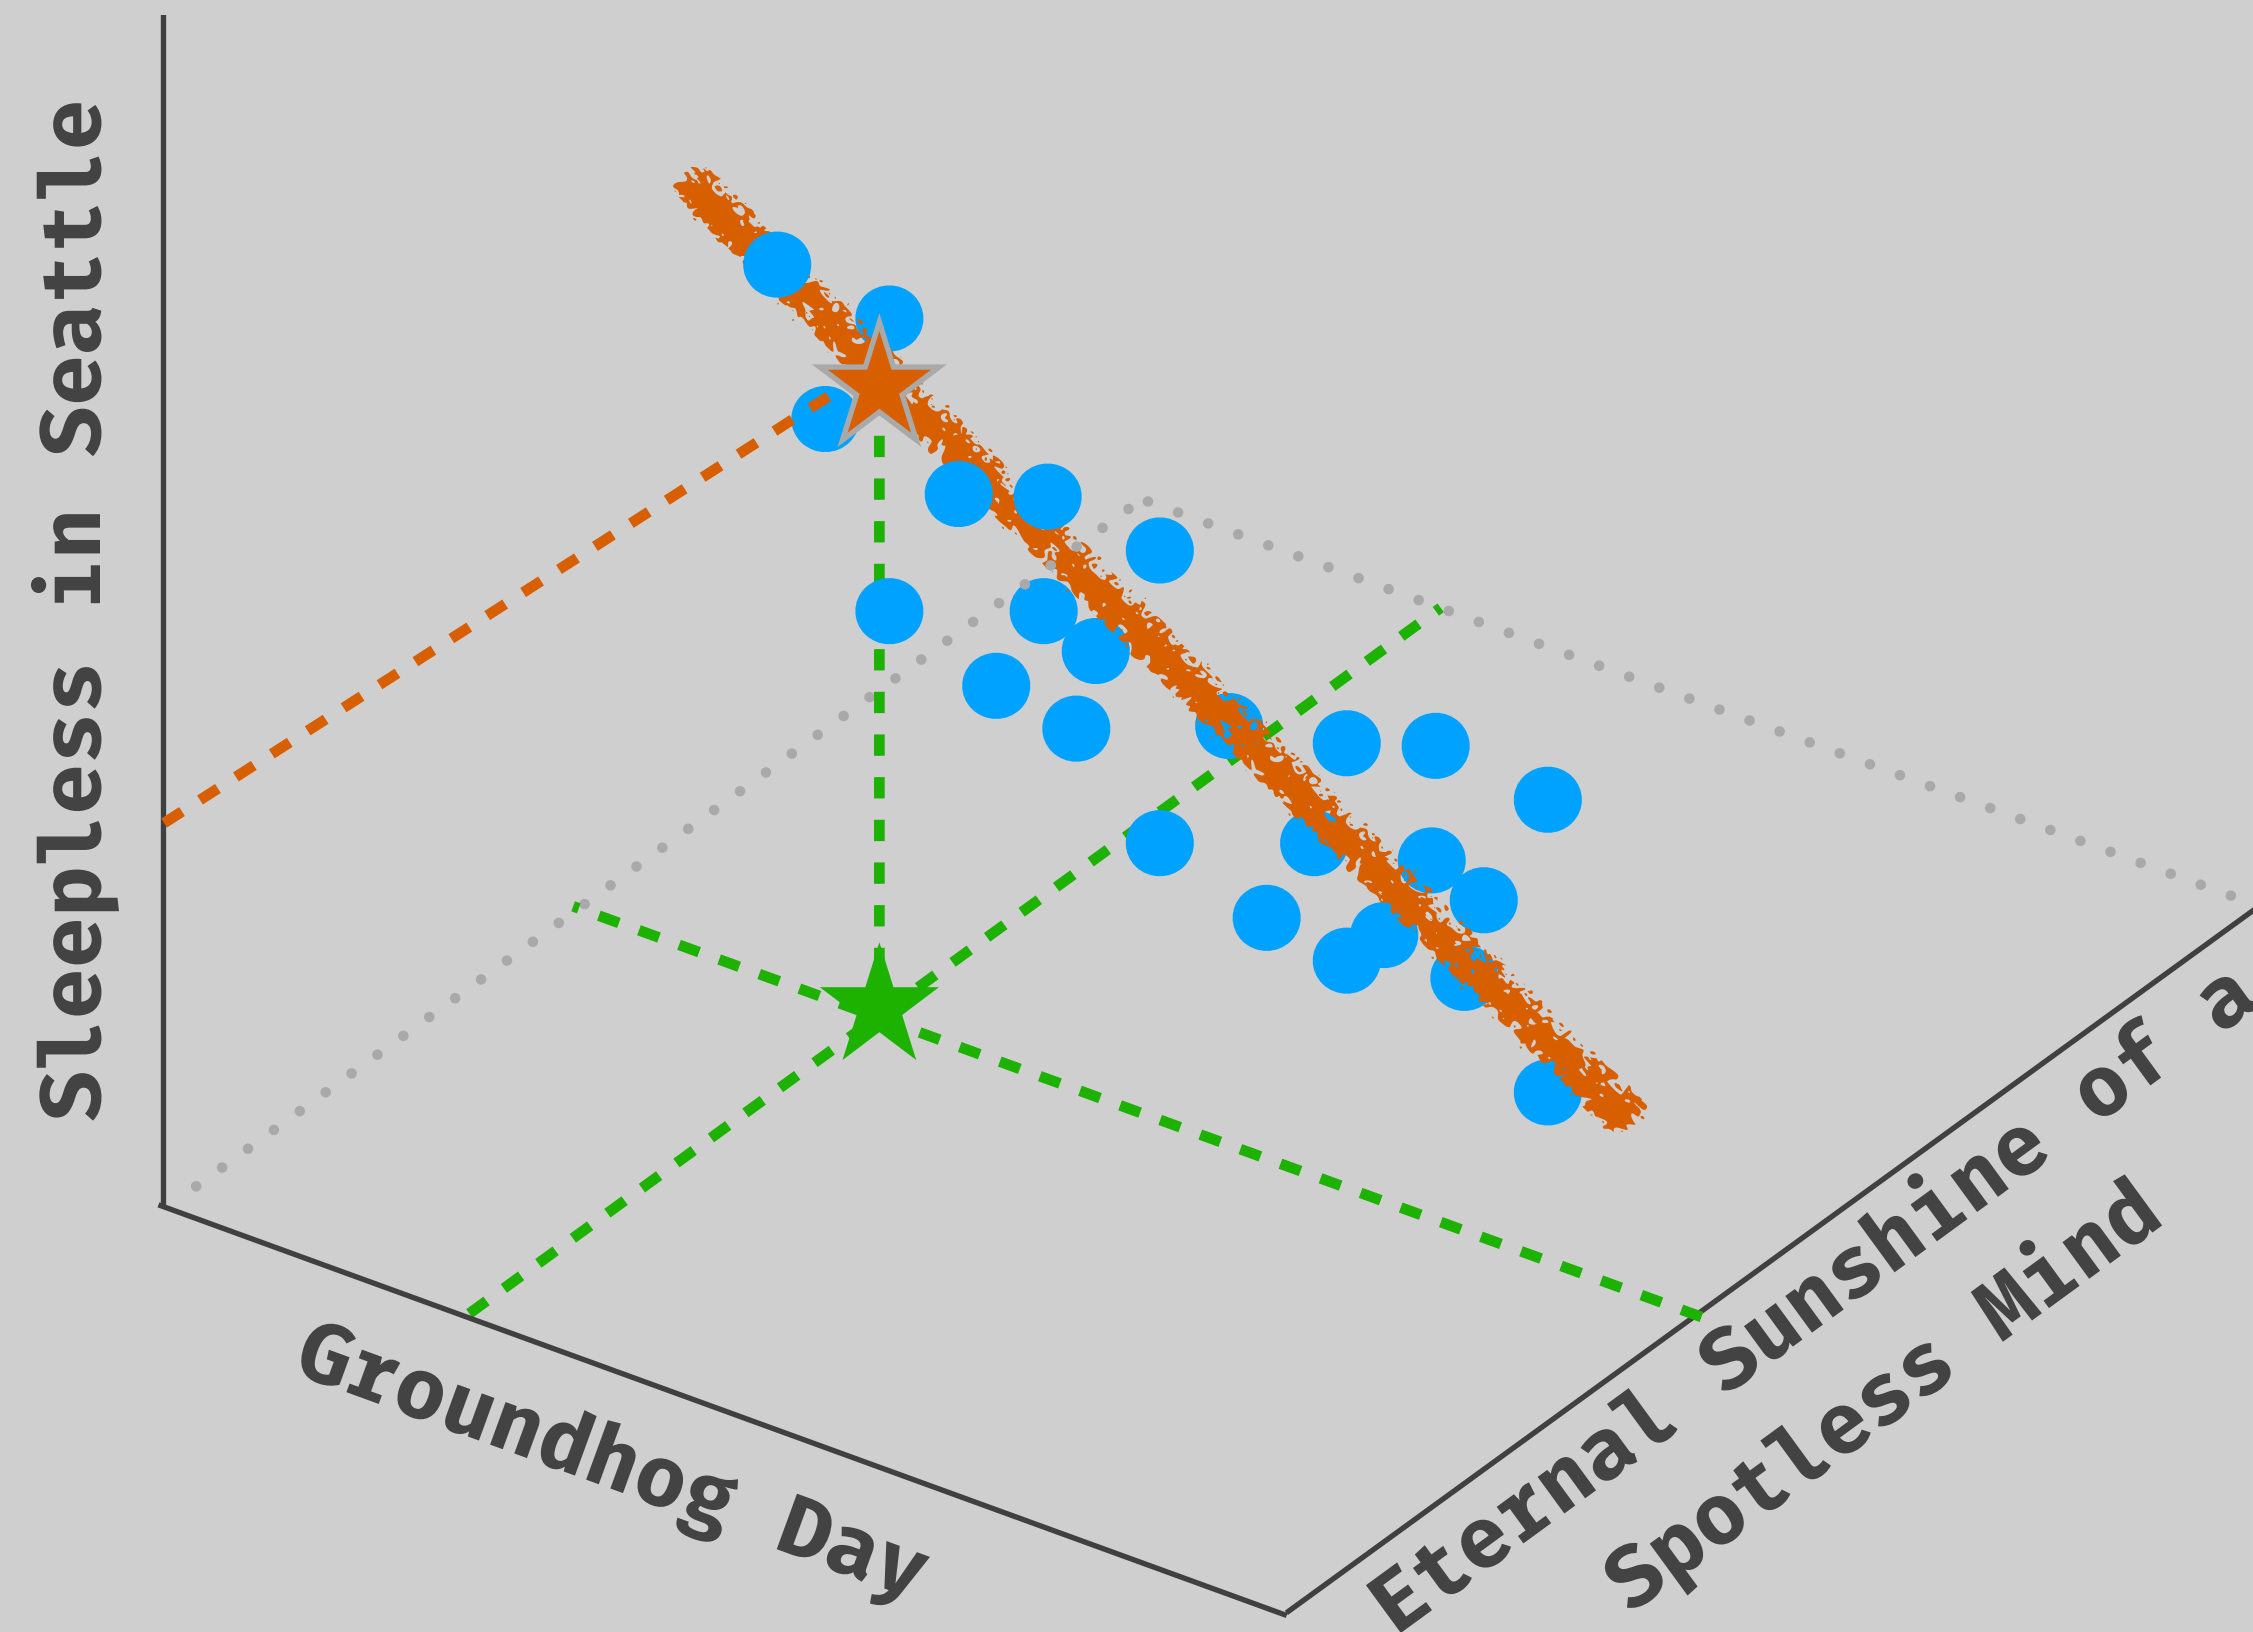 Sleepless in Seattle
Groundhog Day
Eternal Sunshine of a
Spotless Mind